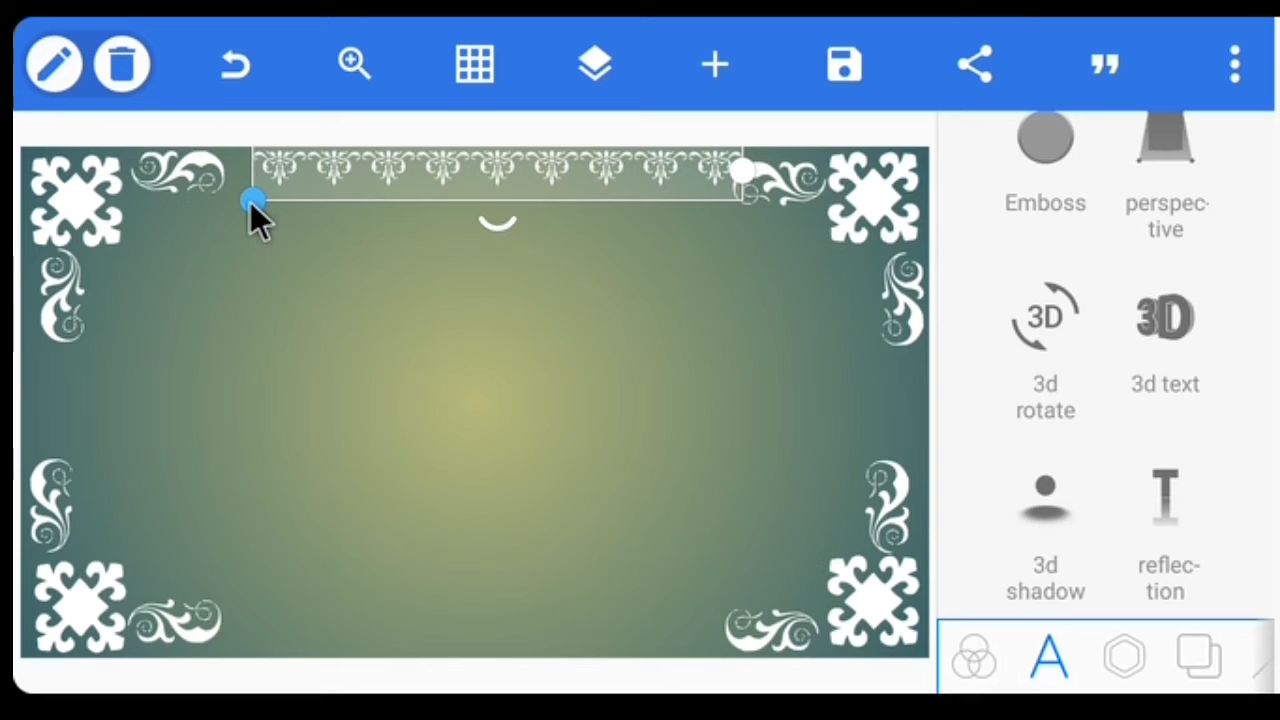 Emboss
perspec-
tive
3D
3D
3d
rotate
3d text
T
3d
shadow
reflec-
tion
A